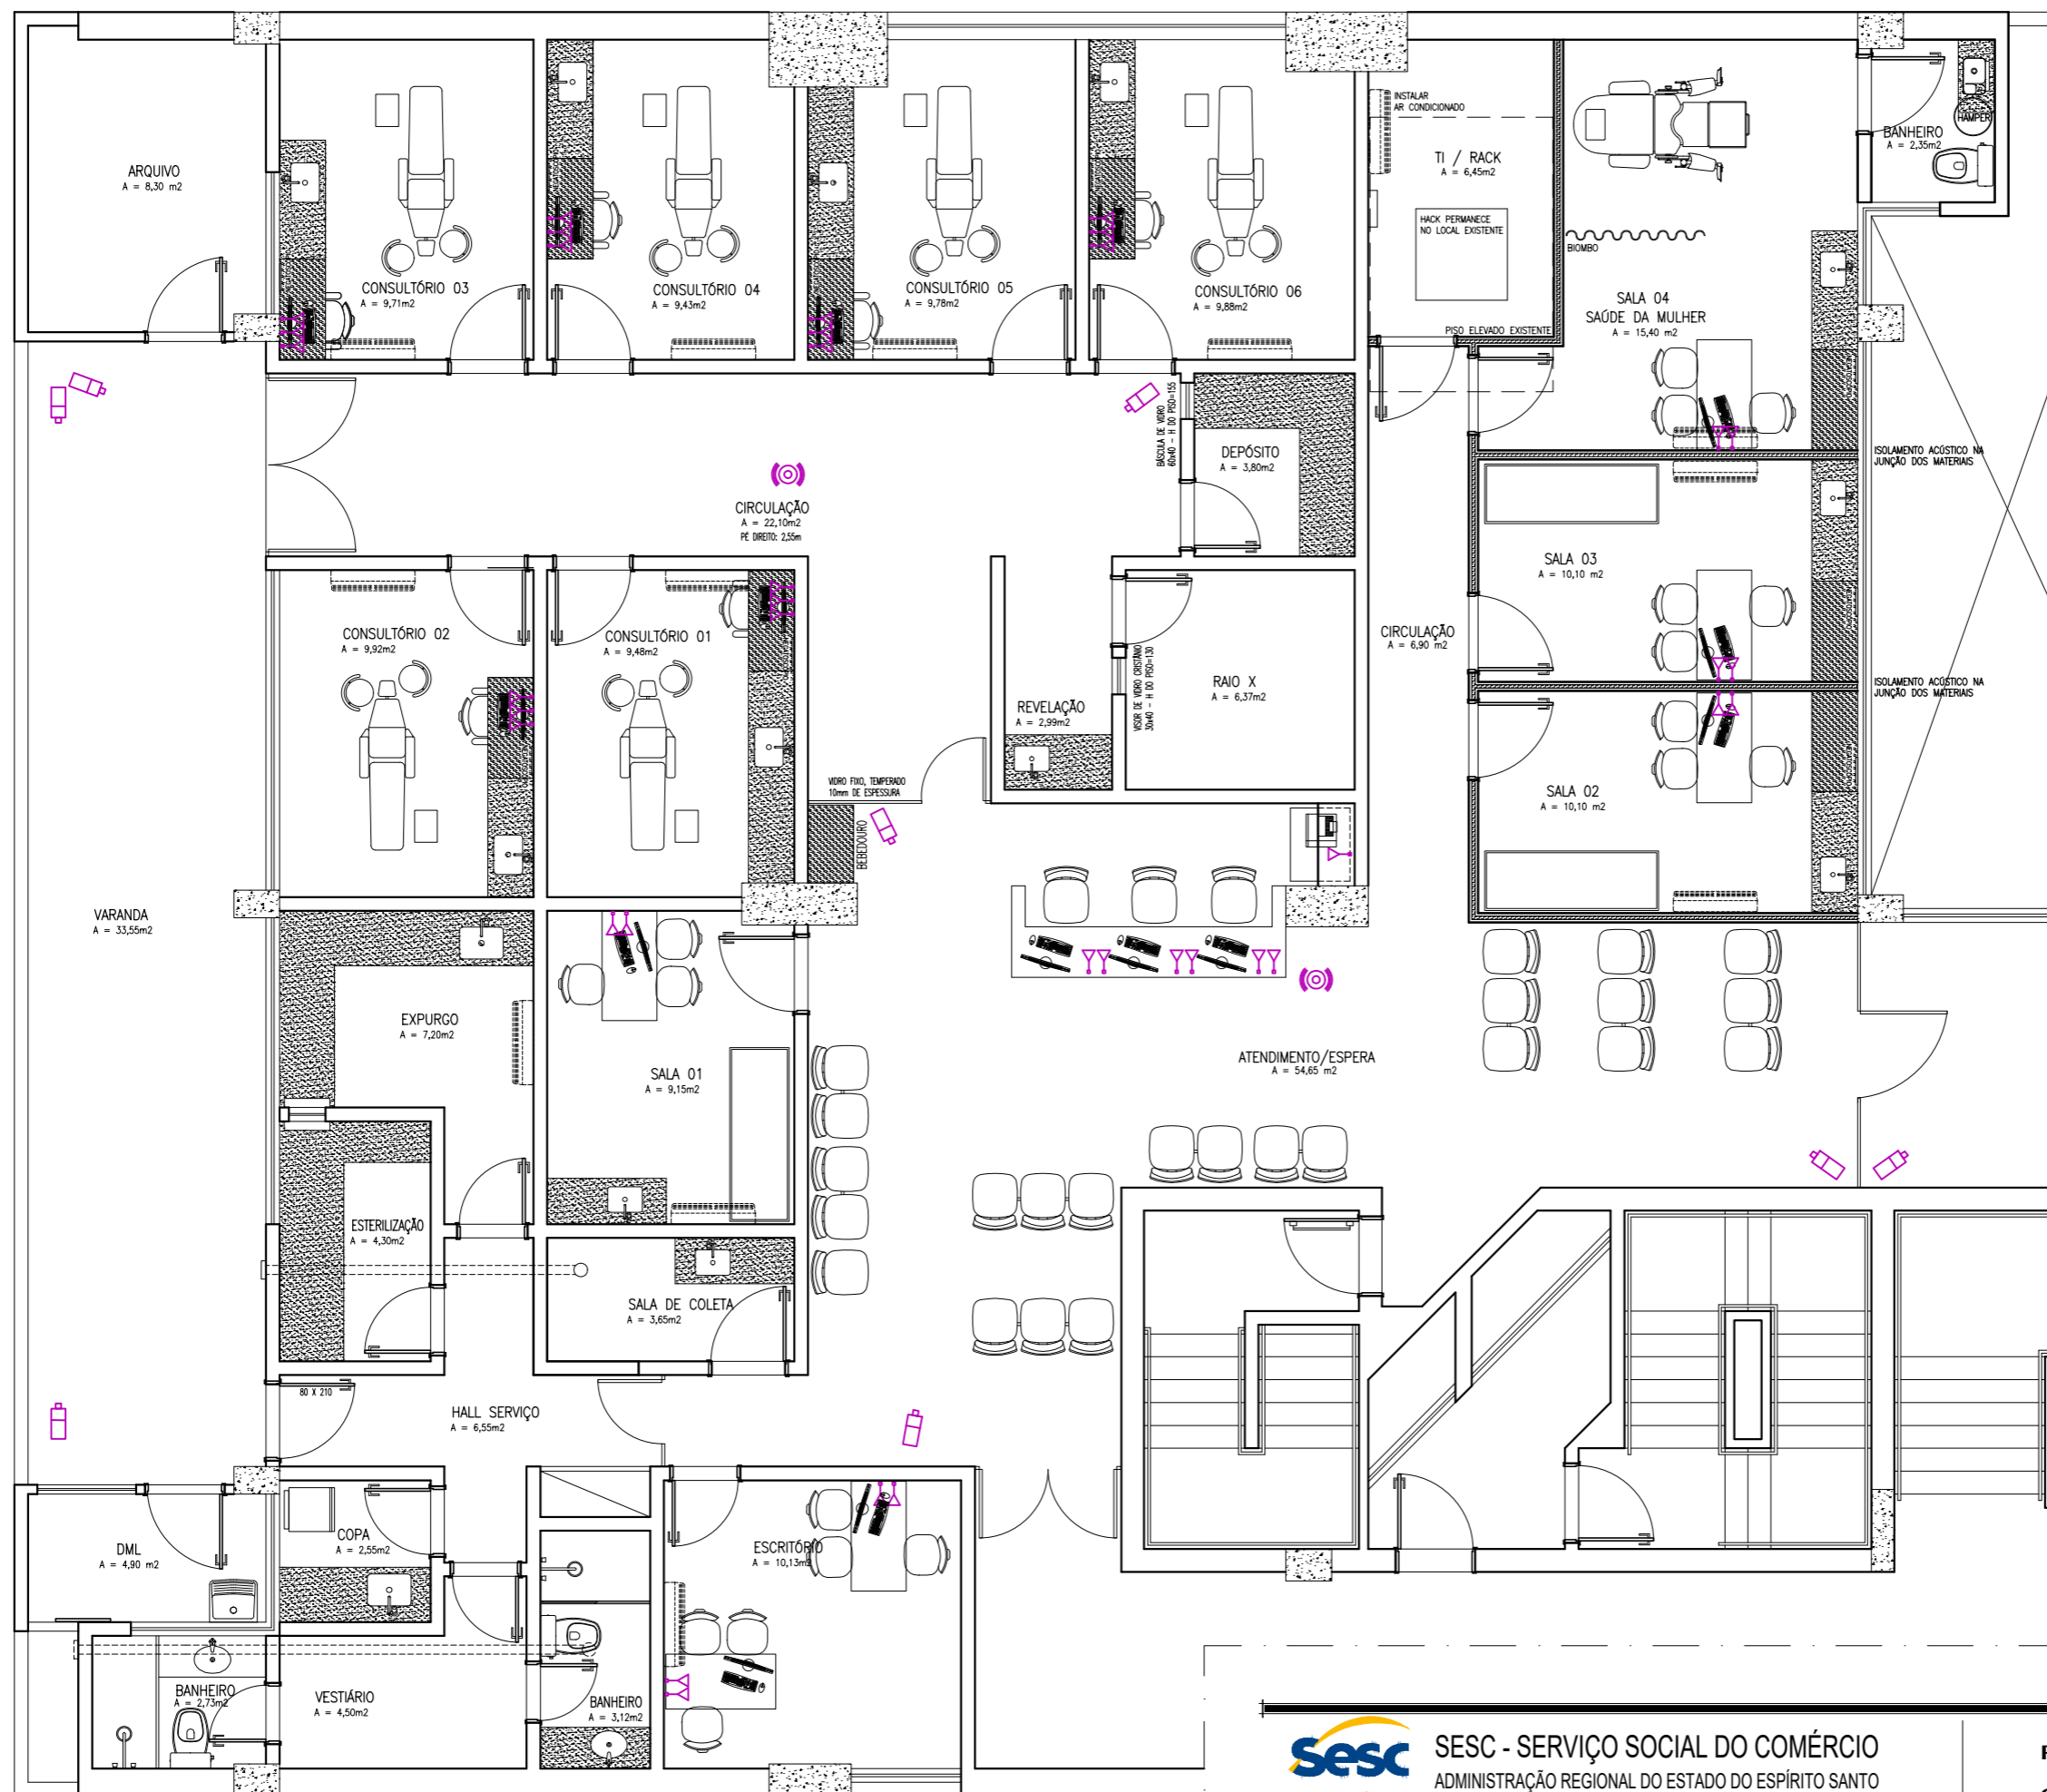 ARQUIVO
A = 8,30 m2
CONSULTÓRIO 03
A = 9,71m2
CONSULTÓRIO 04
A = 9,43m2
CONSULTÓRIO 05
A = 9,78m2
CONSULTÓRIO 06
A = 9,88m2
INSTALAR
AR CONDICIONADO
TI / RACK
A = 6,45m2
HACK PERMANECE
NO LOCAL EXISTENTE
PISO ELEVADO EXISTENTE
BIOMBO
SALA 04
SAÚDE DA MULHER
A = 15,40 m2
HAMPER
BANHEIRO
A = 2,35m2
BÁSCULA DE VIDRO
60x40 - H DO PISO=155
DEPÓSITO
A = 3,80m2
CIRCULAÇÃO
A = 22,10m2
PÉ DIREITO: 2,55m
ISOLAMENTO ACÚSTICO NA
JUNÇÃO DOS MATERIAIS
SALA 03
A = 10,10 m2
CONSULTÓRIO 02
A = 9,92m2
CONSULTÓRIO 01
A = 9,48m2
CIRCULAÇÃO
A = 6,90 m2
VISOR DE VIDRO CRISTÁLINO
30x40 - H DO PISO=130
RAIO X
A = 6,37m2
REVELAÇÃO
A = 2,99m2
ISOLAMENTO ACÚSTICO NA
JUNÇÃO DOS MATERIAIS
VIDRO FIXO, TEMPERADO
10mm DE ESPESSURA
SALA 02
A = 10,10 m2
BEBEDOURO
VARANDA
A = 33,55m2
EXPURGO
A = 7,20m2
SALA 01
A = 9,15m2
ATENDIMENTO/ESPERA
A = 54,65 m2
ESTERILIZAÇÃO
A = 4,30m2
SALA DE COLETA
A = 3,65m2
80 X 210
HALL SERVIÇO
A = 6,55m2
DML
A = 4,90 m2
COPA
A = 2,55m2
ESCRITÓRIO
A = 10,13m2
BANHEIRO
A = 2,73m2
VESTIÁRIO
A = 4,50m2
BANHEIRO
A = 3,12m2
Sesc
SESC - SERVIÇO SOCIAL DO COMÉRCIO
ADMINISTRAÇÃO REGIONAL DO ESTADO DO ESPÍRITO SANTO